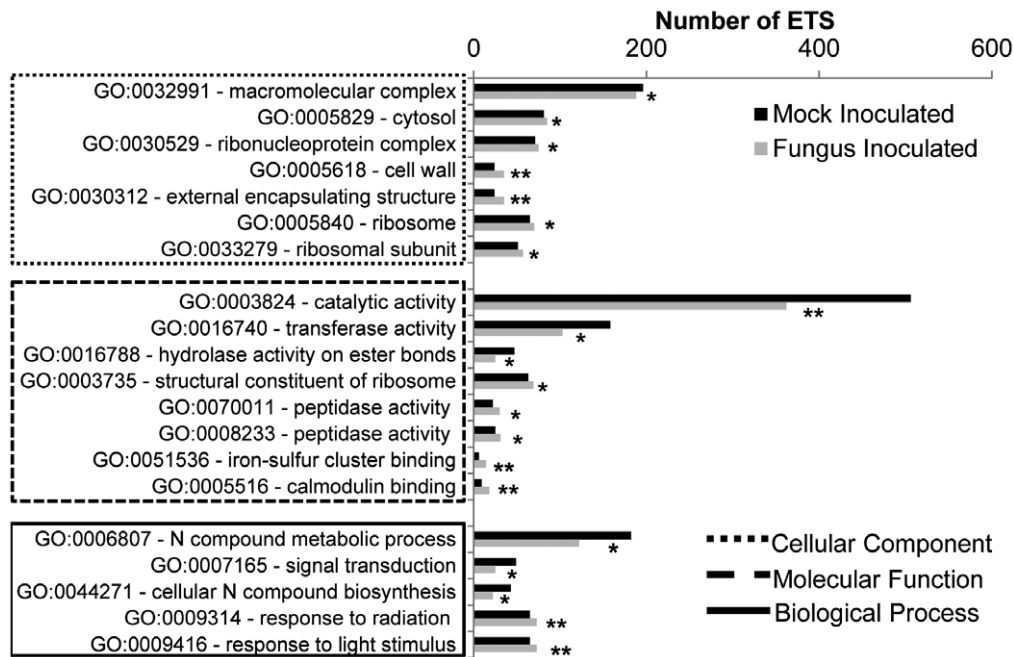 Number of ETS
0 200 400 600
GO:0032991 - macromolecular complex *
GO:0005829 - cytosol *
GO:0030529 - ribonucleoprotein complex *
GO:0005618 - cell wall **
GO:0030312 - external encapsulating structure **
GO:0005840 - ribosome *
GO:0033279 - ribosomal subunit *
Mock Inoculated
Fungus Inoculated
GO:0003824 - catalytic activity **
GO:0016740 - transferase activity *
GO:0016788 - hydrolase activity on ester bonds *
GO:0003735 - structural constituent of ribosome *
GO:0070011 - peptidase activity *
GO:0008233 - peptidase activity *
GO:0051536 - iron-sulfur cluster binding **
GO:0005516 - calmodulin binding **
GO:0006807 - N compound metabolic process *
GO:0007165 - signal transduction *
GO:0044271 - cellular N compound biosynthesis *
GO:0009314 - response to radiation **
GO:0009416 - response to light stimulus **
Cellular Component
Molecular Function
Biological Process